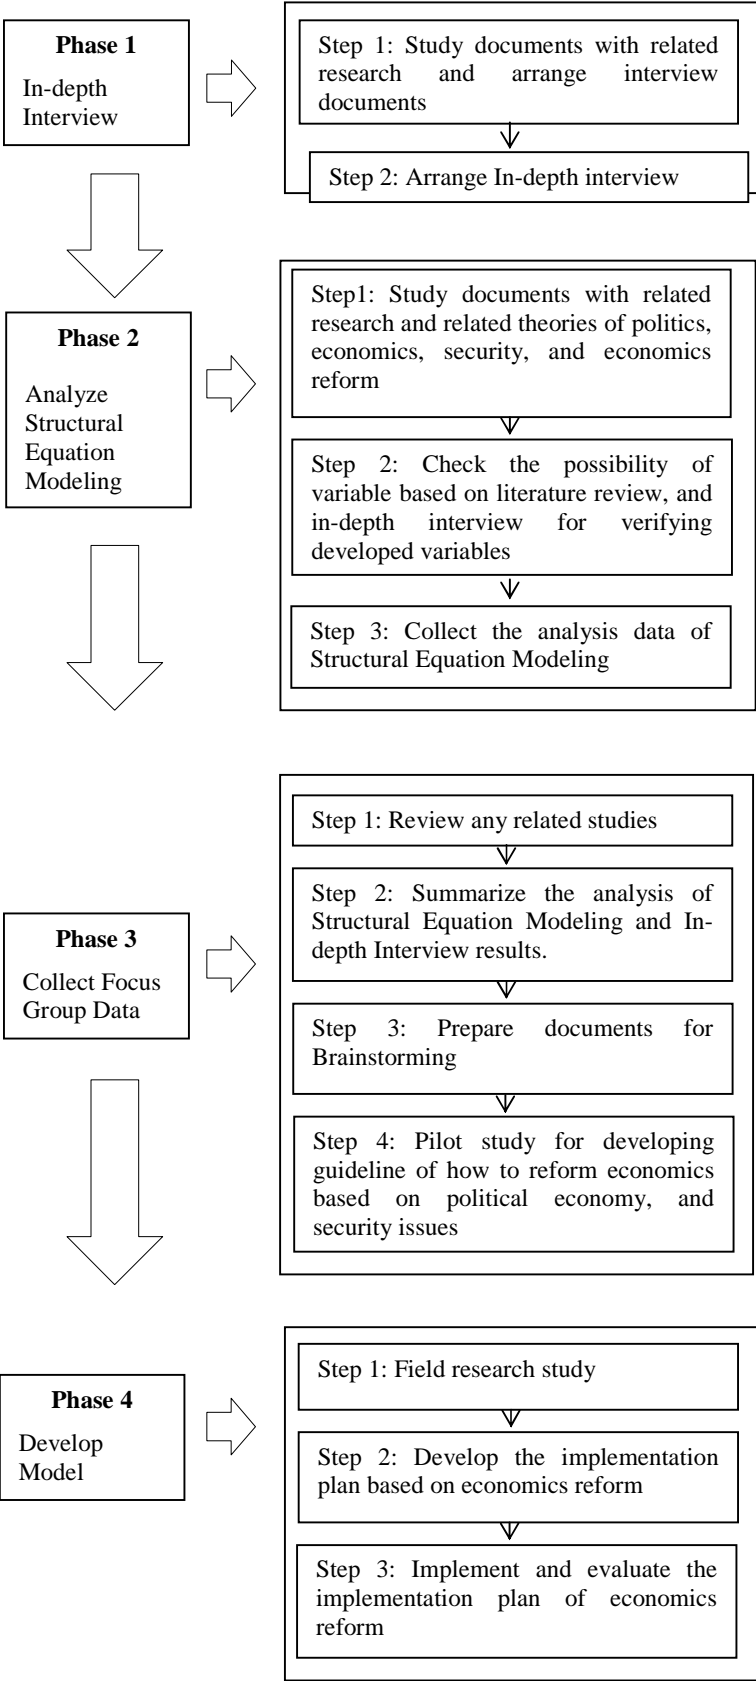 Phase 1
In-depth
Interview
Step 1: Study documents with related
research and arrange interview
documents
Step 2: Arrange In-depth interview
Phase 2
Analyze
Structural
Equation
Modeling
Step1: Study documents with related
research and related theories of politics,
economics, security, and economics
reform
Step 2: Check the possibility of
variable based on literature review, and
in-depth interview for verifying
developed variables
Step 3: Collect the analysis data of
Structural Equation Modeling
Phase 3
Collect Focus
Group Data
Step 1: Review any related studies
Step 2: Summarize the analysis of
Structural Equation Modeling and In-
depth Interview results.
Step 3: Prepare documents for
Brainstorming
Step 4: Pilot study for developing
guideline of how to reform economics
based on political economy, and
security issues
Phase 4
Develop
Model
Step 1: Field research study
Step 2: Develop the implementation
plan based on economics reform
Step 3: Implement and evaluate the
implementation plan of economics
reform